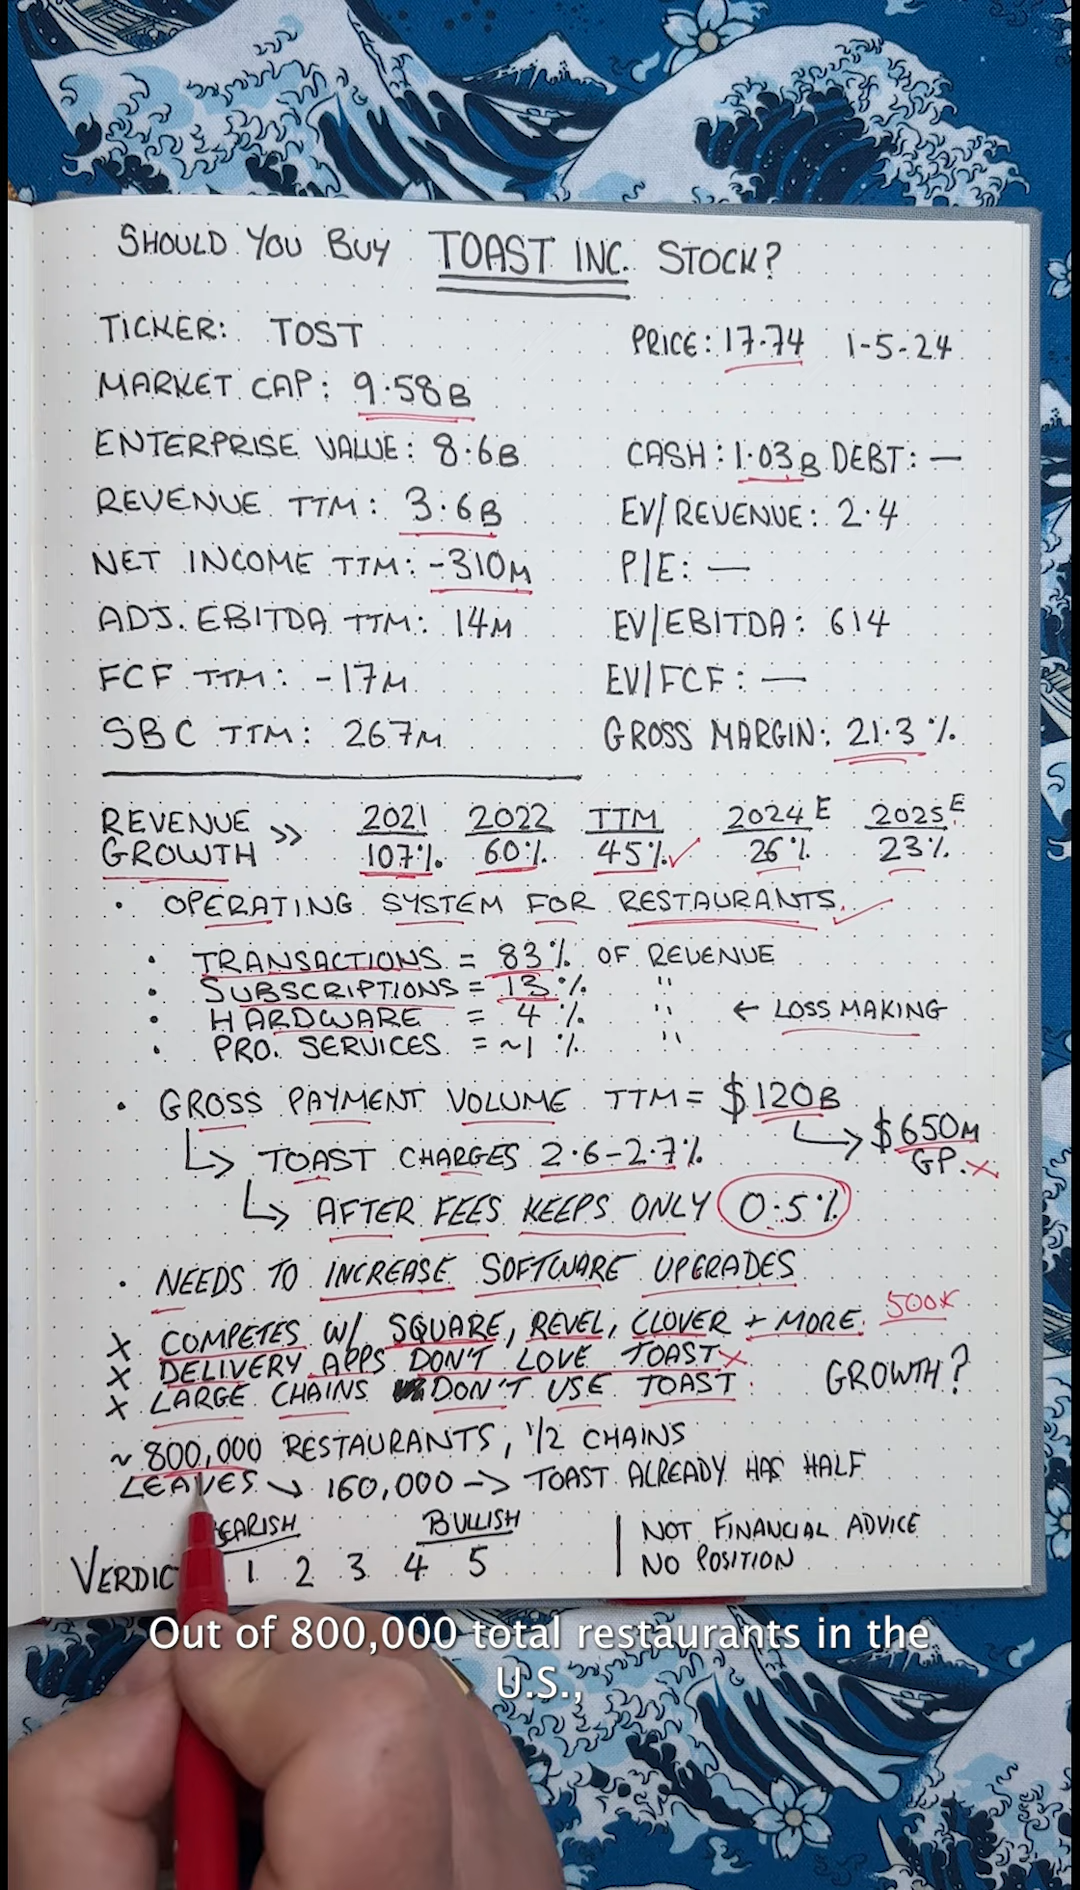 SHOULD YOU BUY TOAST INC. STOCK?
TICKER: TOST PRICE: 17.74 1-5-24
MARKET CAP: 9.58B
ENTERPRISE VALUE: 8.6B CASH: 1.03B DEBT: —
REVENUE TTM: 3.6B EV/REVENUE: 2.4
NET INCOME TTM: -310M P/E: —
ADJ. EBITDA TTM: 14M EV/EBITDA: 614
FCF TTM: -17M EV/FCF: —
SBC TTM: 267M GROSS MARGIN: 21.3%
REVENUE GROWTH >> 2021 2022 TTM 2024E 2025E
107% 60% 45% ✓ 26% 23%
• OPERATING SYSTEM FOR RESTAURANTS. ✓
• TRANSACTIONS = 83% OF REVENUE
• SUBSCRIPTIONS = 13% "
• HARDWARE = 4% " ← LOSS MAKING
• PRO. SERVICES = ~1% "
• GROSS PAYMENT VOLUME TTM = $120B
↳ $650M GP. X
↳ TOAST CHARGES 2.6-2.7%
↳ AFTER FEES KEEPS ONLY 0.5%
• NEEDS TO INCREASE SOFTWARE UPGRADES
X COMPETES W/ SQUARE, REVEL, CLOVER + MORE. 500K
X DELIVERY APPS DON'T LOVE TOAST X
X LARGE CHAINS DON'T USE TOAST. GROWTH?
~ 800,000 RESTAURANTS, 1/2 CHAINS
LEAVES ↘ 160,000 -> TOAST ALREADY HAS HALF
EARISH BULLISH NOT FINANCIAL ADVICE
VERDIC 1 2 3 4 5 NO POSITION
Out of 800,000 total restaurants in the
U.S.,